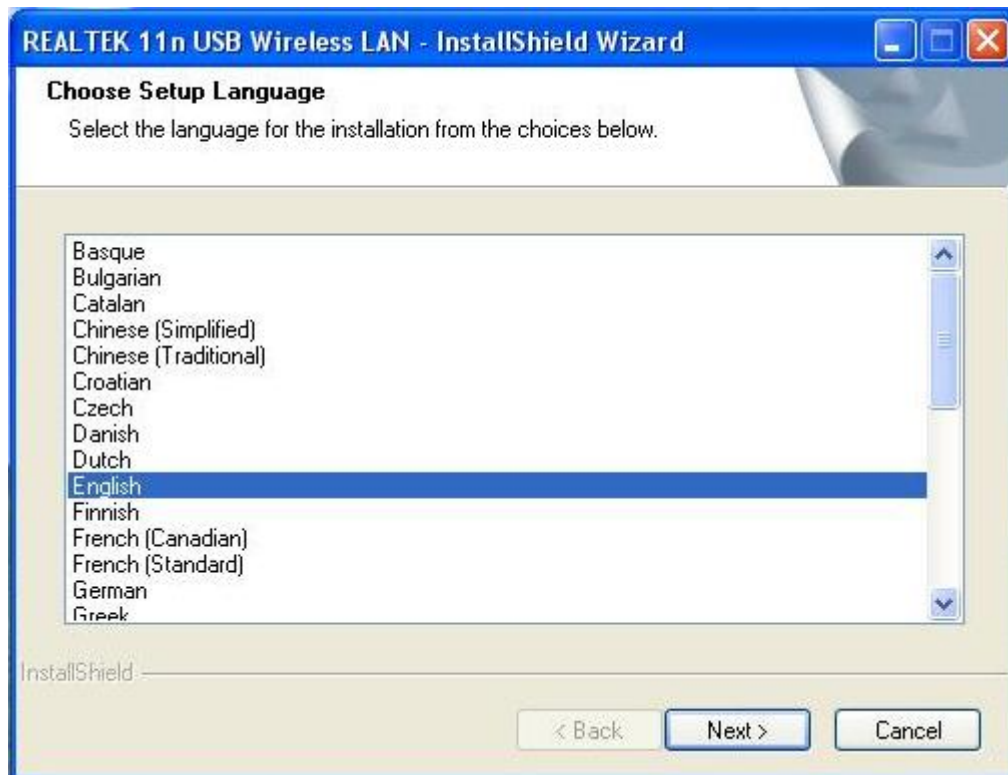 REALTEK 11n USB Wireless LAN - InstallShield Wizard
Choose Setup Language
Select the language for the installation from the choices below.
Basque
Bulgarian
Catalan
Chinese (Simplified)
Chinese (Traditional)
Croatian
Czech
Danish
Dutch
English
Finnish
French (Canadian)
French (Standard)
German
Greek
InstallShield
< Back
Next >
Cancel